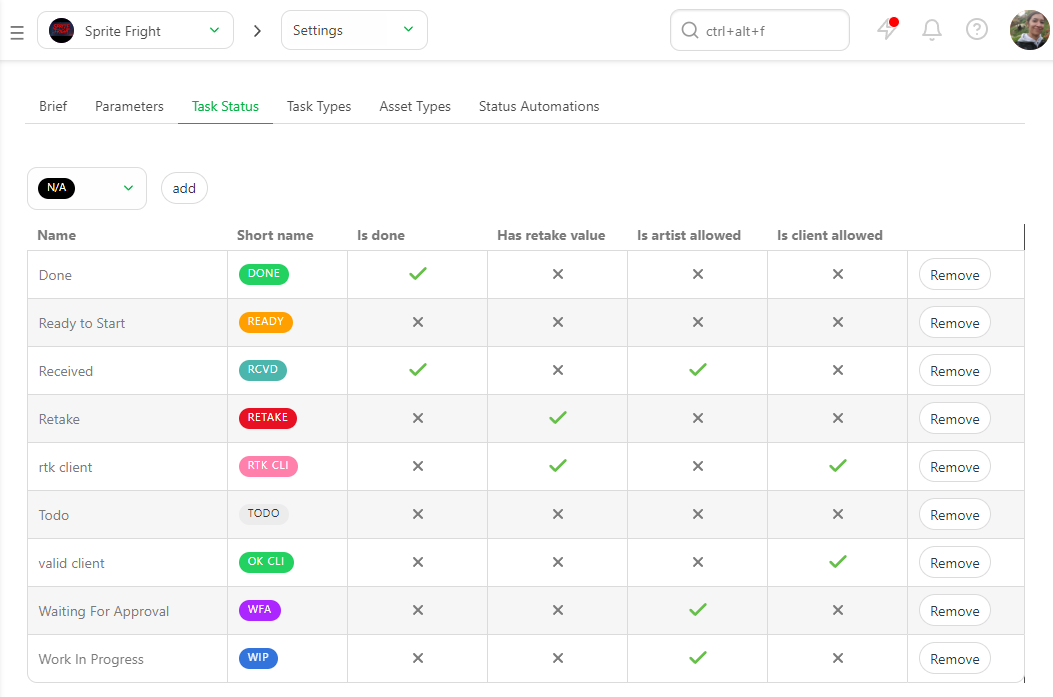 Sprite Fright
Settings
ctrl+alt+f
Brief Parameters Task Status Task Types Asset Types Status Automations
N/A add
Name Short name Is done Has retake value Is artist allowed Is client allowed
Done DONE Remove
Ready to Start READY Remove
Received RCVD Remove
Retake RETAKE Remove
rtk client RTK CLI Remove
Todo TODO Remove
valid client OK CLI Remove
Waiting For Approval WFA Remove
Work In Progress WIP Remove